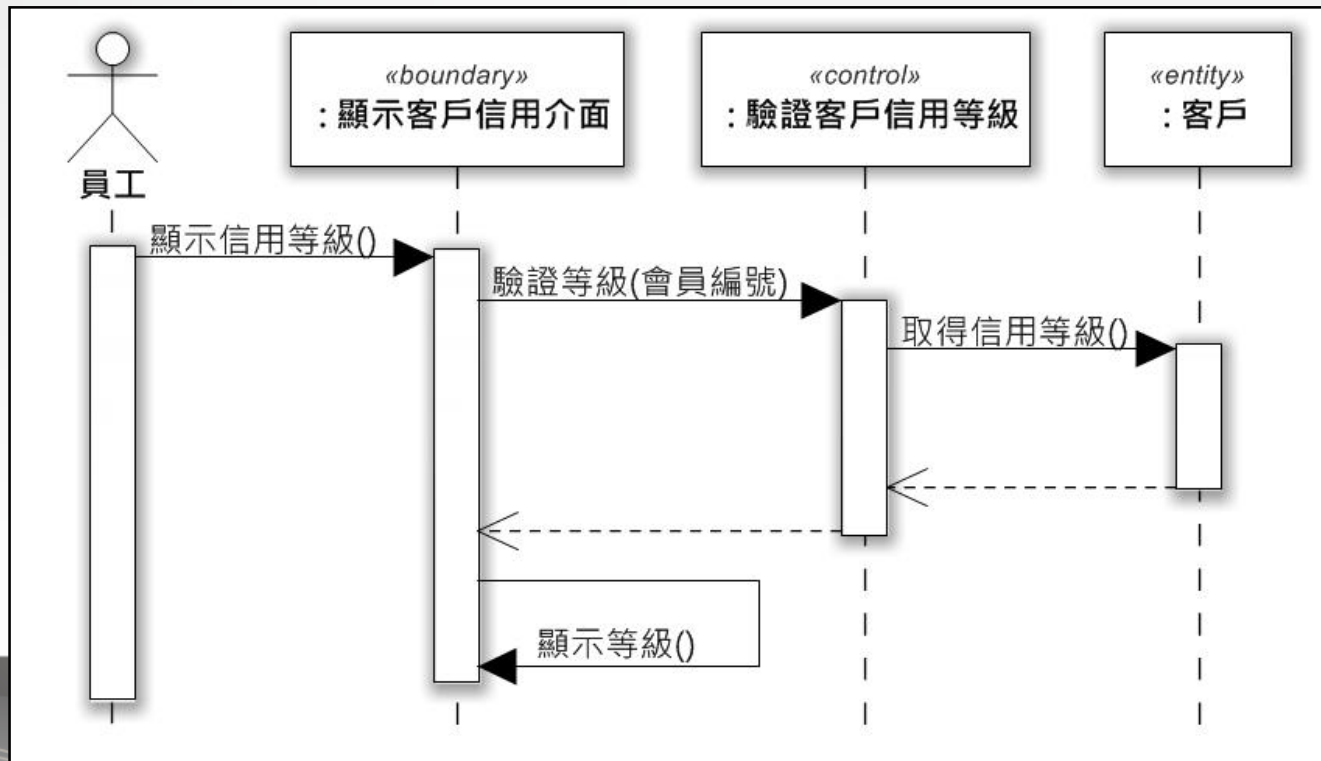 «boundary»
: 顯示客戶信用介面
«control»
: 驗證客戶信用等級
«entity»
: 客戶
員工
顯示信用等級()
驗證等級(會員編號)
取得信用等級()
顯示等級()